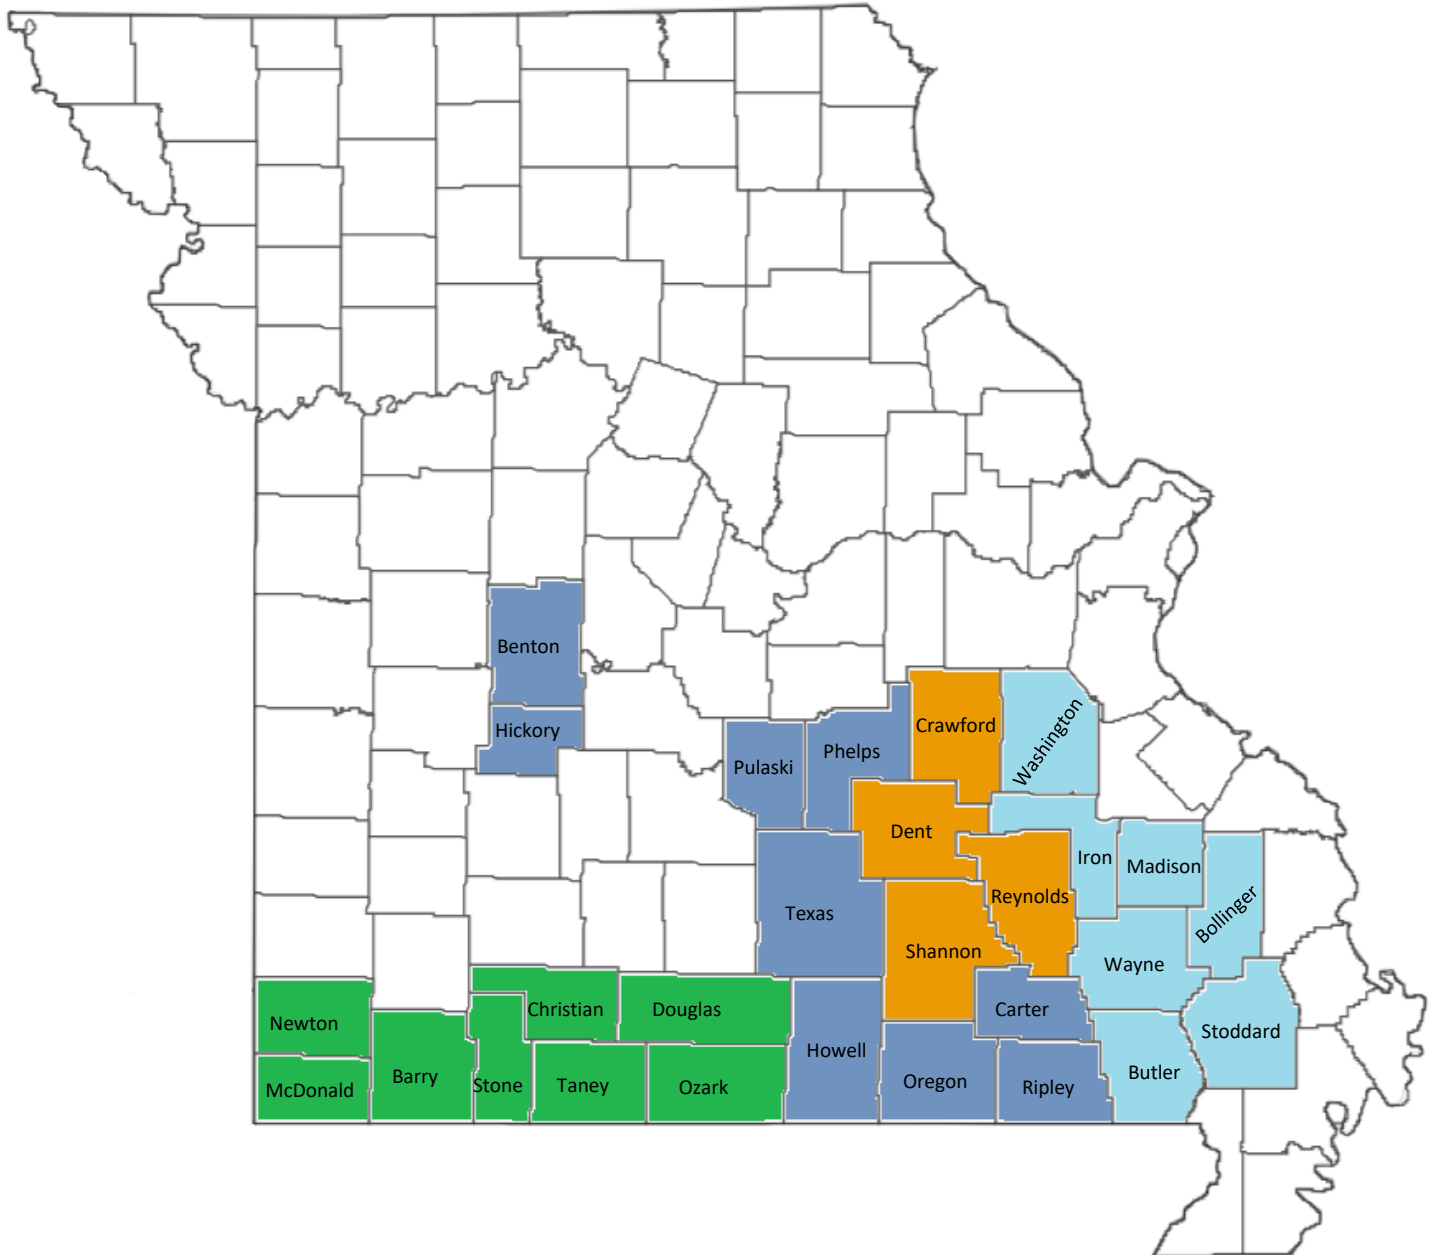 Benton
Hickory
Crawford
Washington
Pulaski
Phelps
Dent
Iron
Madison
Reynolds
Bollinger
Texas
Shannon
Wayne
Newton
Christian
Douglas
Carter
Stoddard
Howell
Barry
McDonald
Stone
Taney
Ozark
Oregon
Ripley
Butler